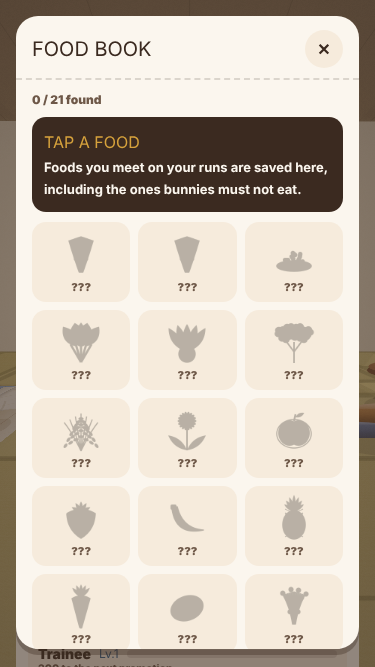 FOOD BOOK
0 / 21 found
TAP A FOOD
Foods you meet on your runs are saved here,
including the ones bunnies must not eat.
??? ??? ???
??? ??? ???
??? ??? ???
??? ??? ???
??? ??? ???
Trainee Lv.1